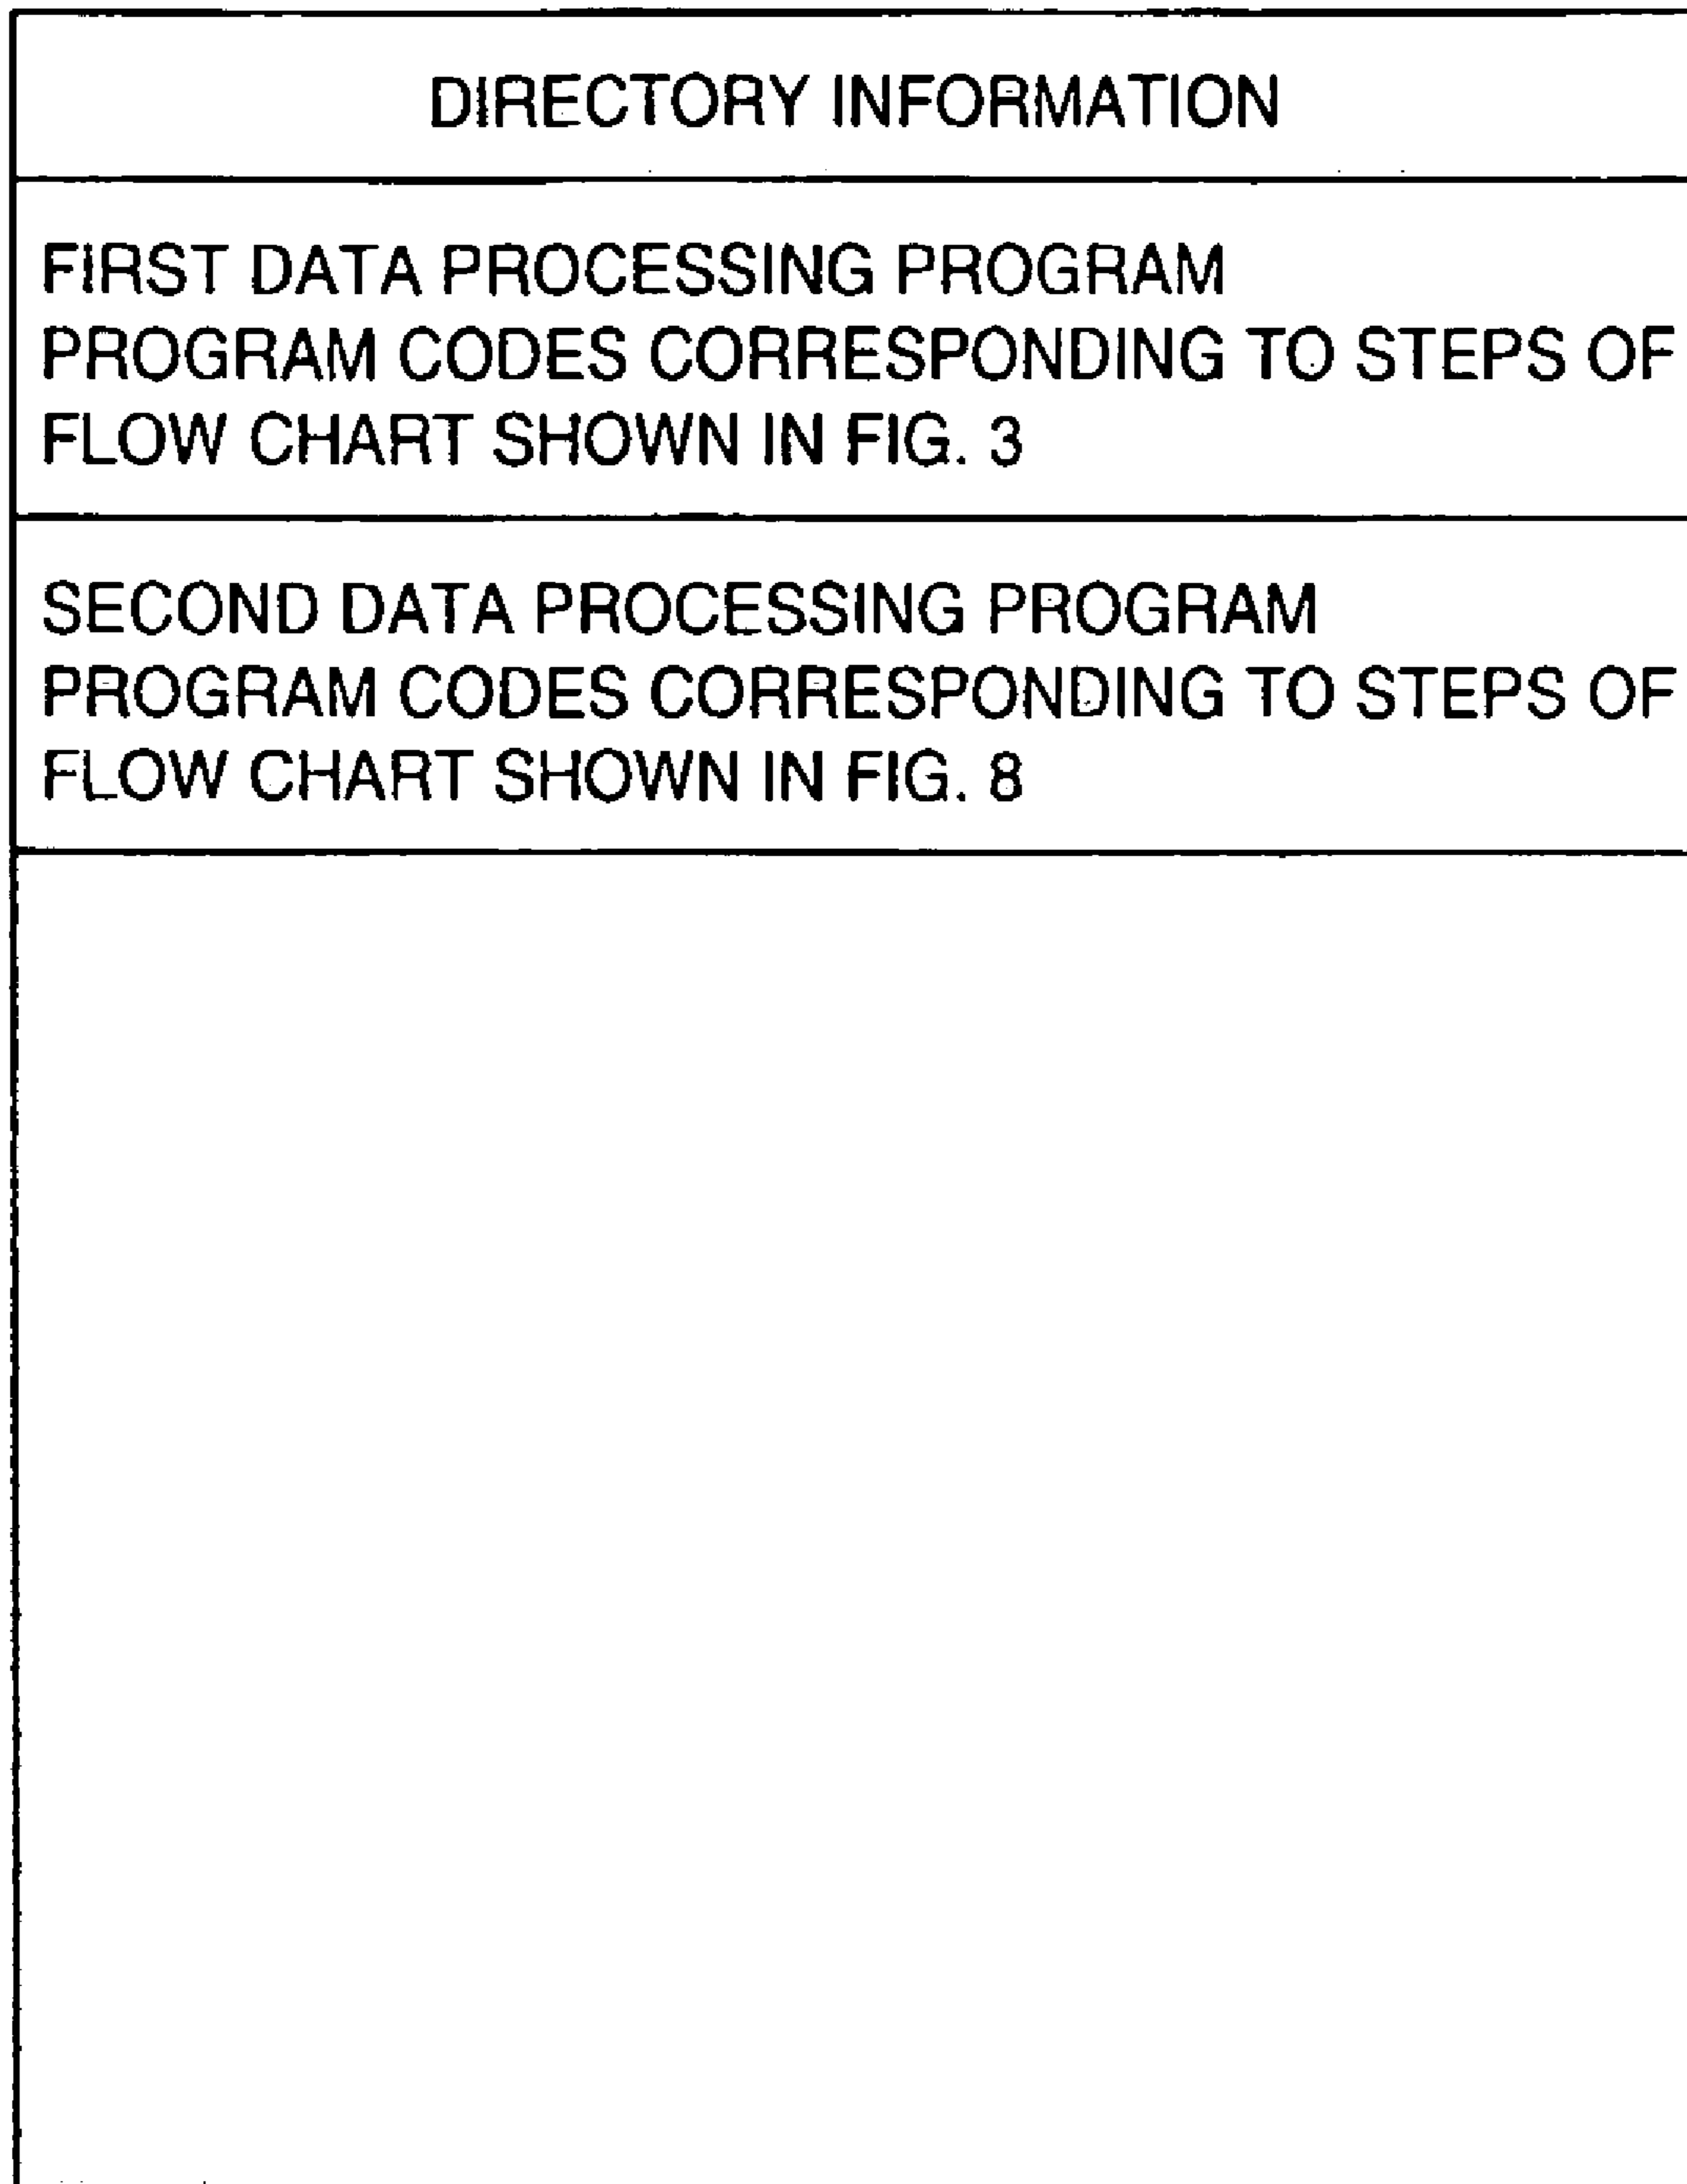 DIRECTORY INFORMATION
FIRST DATA PROCESSING PROGRAM
PROGRAM CODES CORRESPONDING TO STEPS OF
FLOW CHART SHOWN IN FIG. 3
SECOND DATA PROCESSING PROGRAM
PROGRAM CODES CORRESPONDING TO STEPS OF
FLOW CHART SHOWN IN FIG. 8